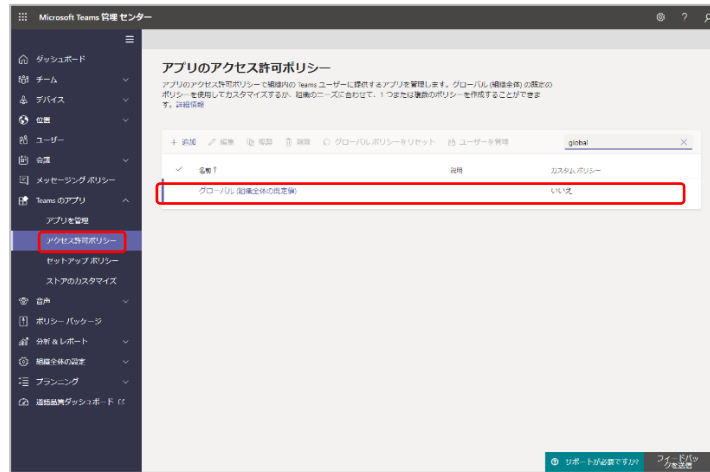 Microsoft Teams 管理 センター
?
ダッシュボード
チーム
デバイス
位置
ユーザー
会議
メッセージング ポリシー
Teams のアプリ
アプリを管理
アクセス許可ポリシー
セットアップ ポリシー
ストアのカスタマイズ
音声
ポリシー パッケージ
分析 & レポート
組織全体の設定
プランニング
通話品質ダッシュボード
アプリのアクセス許可ポリシー
アプリのアクセス許可ポリシーで組織内の Teams ユーザーに提供するアプリを管理します。グローバル (組織全体) の既定の
ポリシーを使用してカスタマイズするか、組織のニーズに合わせて、1 つまたは複数のポリシーを作成することができま
す。詳細情報
+ 追加 編集 複製 削除 グローバル ポリシーをリセット ユーザーを管理 global
名前 ↑ 説明 カスタム ポリシー
グローバル (組織全体の既定値) いいえ
サポートが必要ですか?
フィードバッ
クを送信